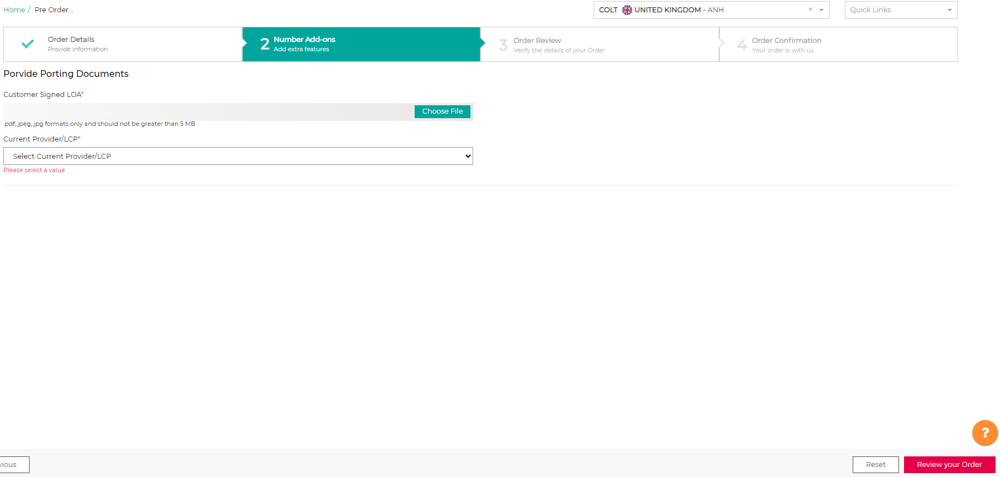 Home / Pre Order ..
COLT UNITED KINGDOM - ANH
×
Quick Links
Order Details
Provide information
2 Number Add-ons
Add extra features
3 Order Review
Verify the details of your Order
4 Order Confirmation
Your order is with us
Porvide Porting Documents
Customer Signed LOA*
Choose File
.pdf,.jpeg,.jpg formats only and should not be greater than 5 MB
Current Provider/LCP*
Select Current Provider/LCP
Please select a value
?
vious
Reset
Review your Order